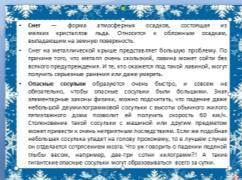 - Снег — форма атмосферных осадков, состоящая из
мелких кристаллов льда. Относится к обложным осадкам,
выпадающим на земную поверхность.
Снег на металлической крыше представляет большую проблему. По
причине того, что металл очень скользкий, лавина может сойти без
всякого предупреждения. И те, кто окажется под такой лавиной, могут
получить серьезные ранения или даже умереть.
- Опасные сосульки образуются очень быстро, и совсем не
обязательно, чтобы опасные сосульки были большими. Зная
элементарные законы физики, можно подсчитать, что падение даже
небольшой двухкилограммовой сосульки с высоты обычного жилого
пятиэтажного дома позволит ей получить скорость 60 км/ч.
Столкновение такой сосульки с машиной или другим предметом
может привести к очень неприятным последствиям. Если же подобная
небольшая сосулька упадет на голову прохожему, то в лучшем случае
он отделается сотрясением мозга. Что уж говорить о падении ледяной
глыбы весом, например, две-три сотни килограмм?! А такие
гигантские опасные сосульки могут образовываться всего за сутки.